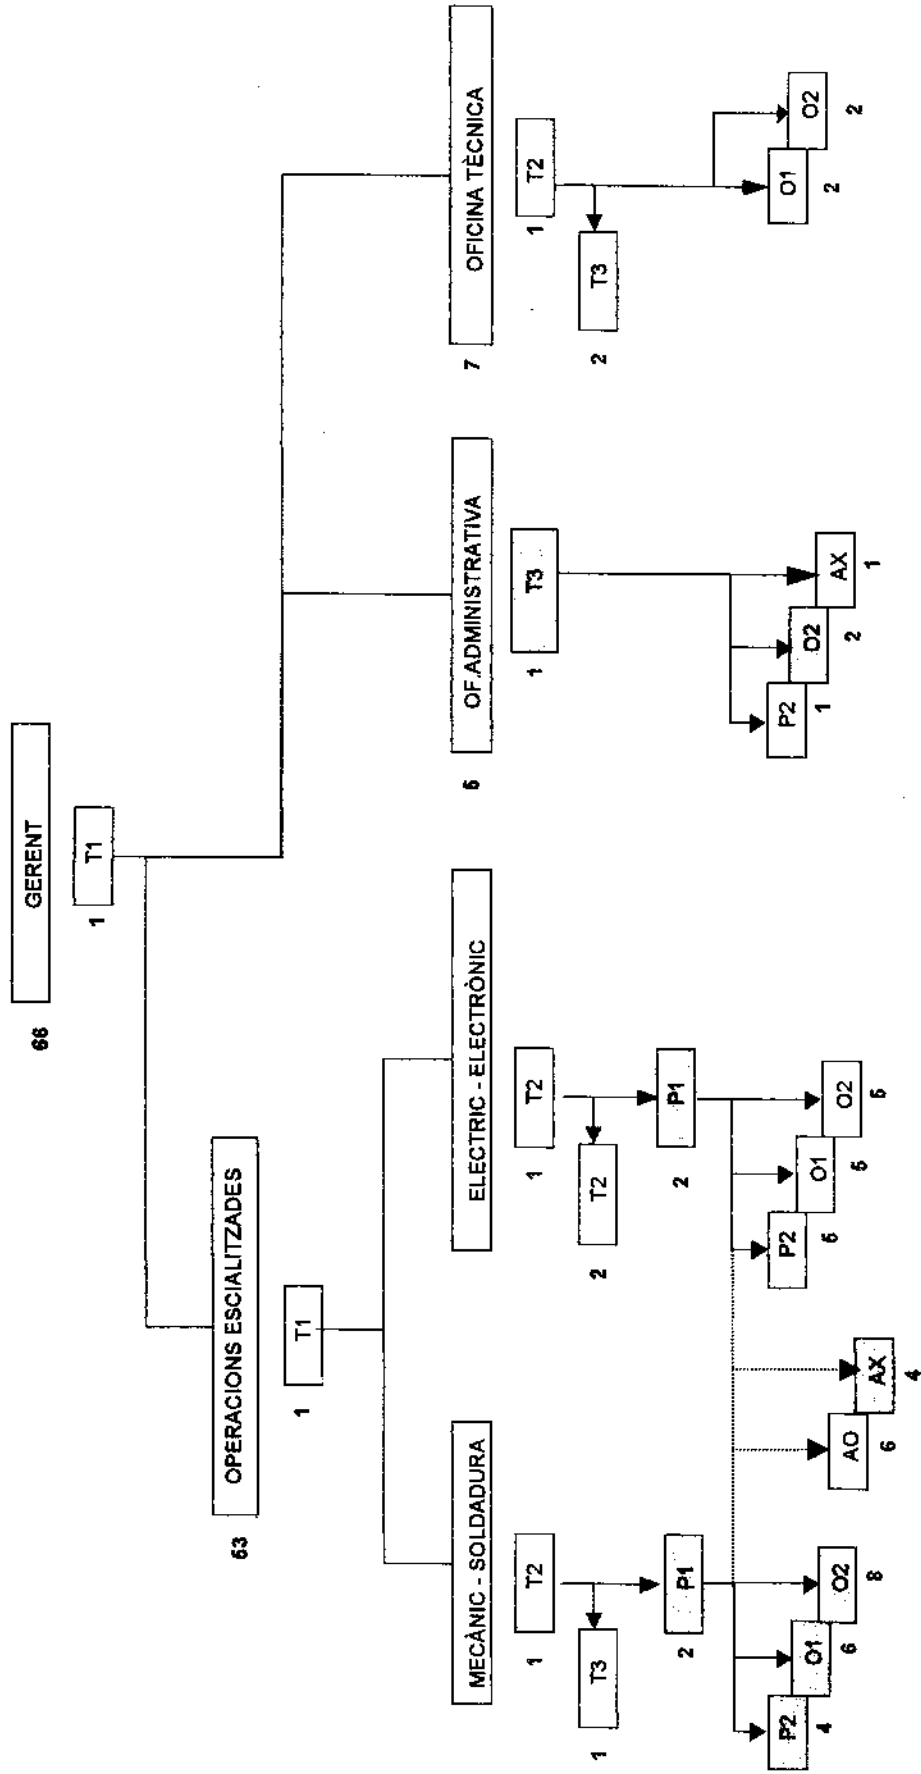 66 GERENT
1 T1
53 OPERACIONS ESCIALITZADES
1 T1
MECÀNIC - SOLDADURA
ELECTRIC - ELECTRÒNIC
5 OF.ADMINISTRATIVA
7 OFICINA TÈCNICA
1 T2
1 T3
2 P1
P2 O1 O2
4 6 8
AO AX
6 4
1 T2
2 T2
2 P1
P2 O1 O2
5 5 5
1 T3
P2 O2 AX
1 2 1
1 T2
2 T3
O1 O2
2 2